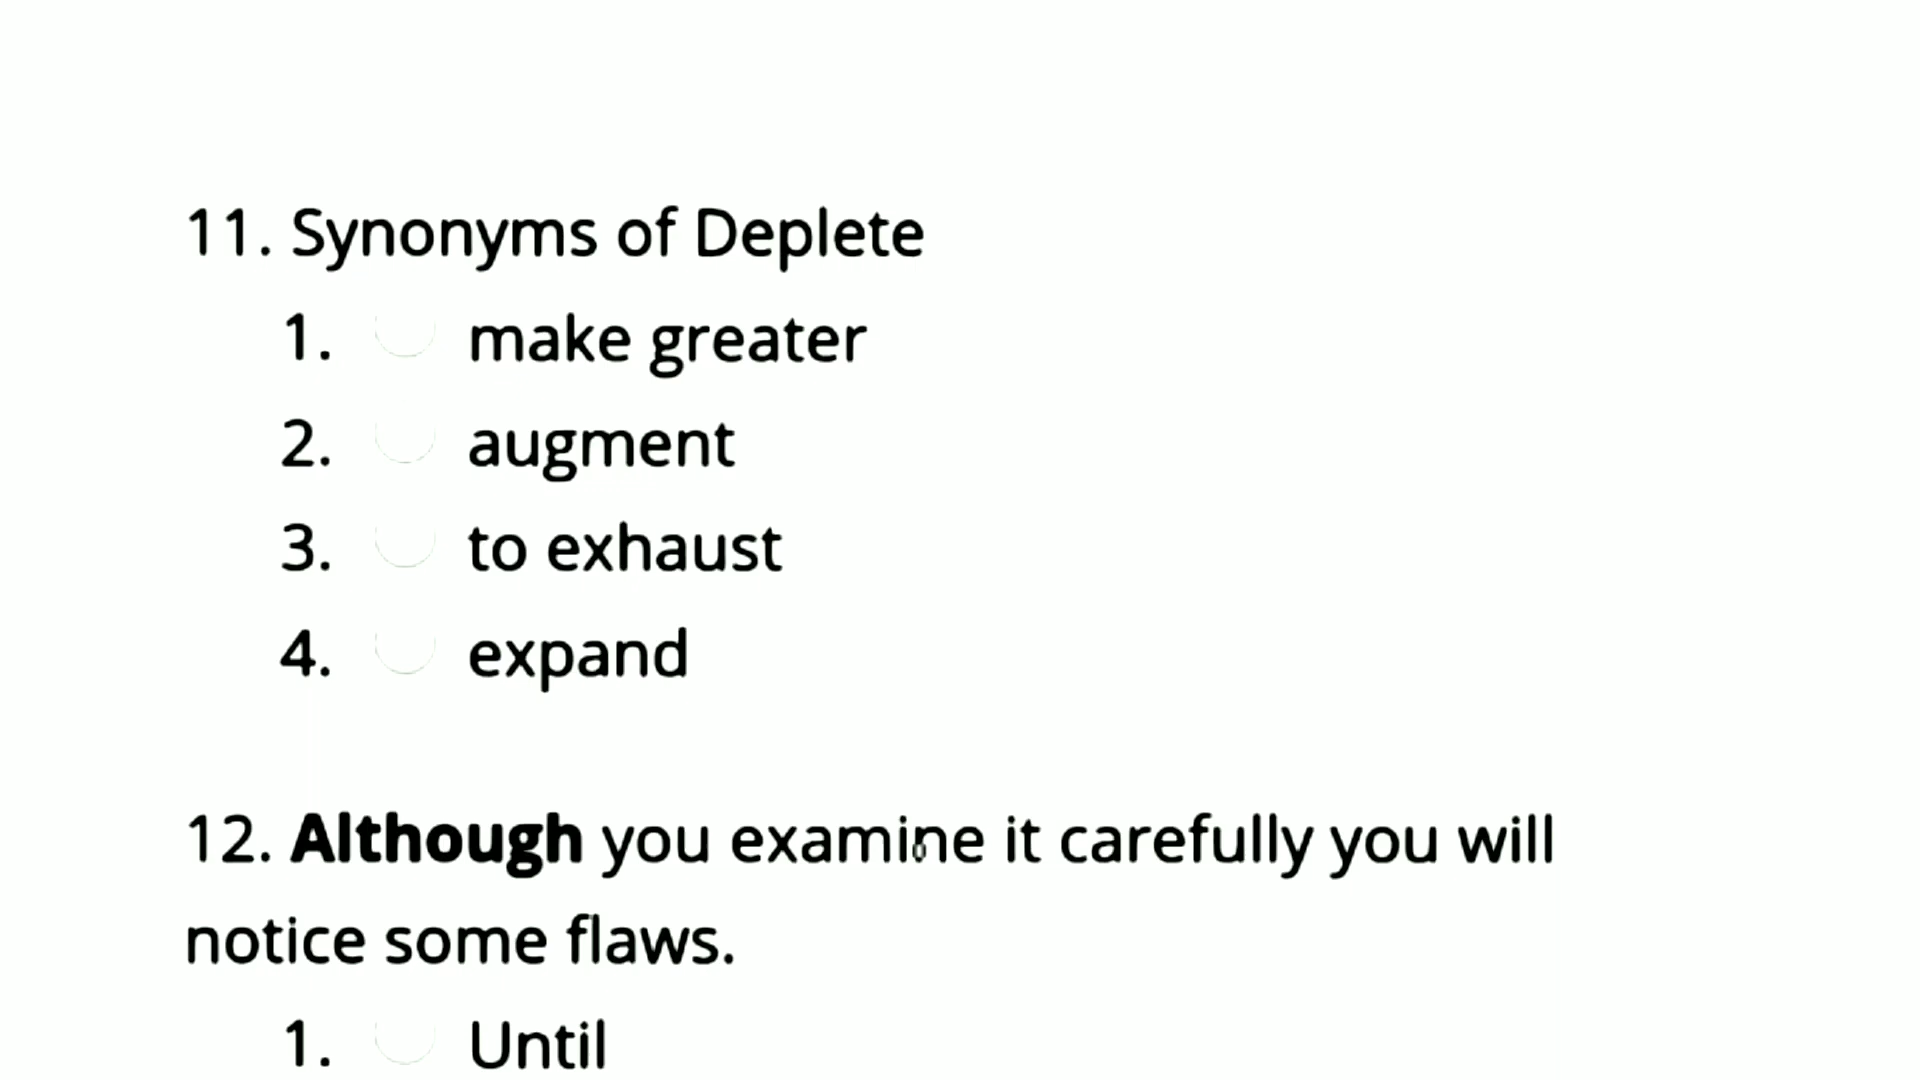 11. Synonyms of Deplete
1. make greater
2. augment
3. to exhaust
4. expand
12. Although you examine it carefully you will
notice some flaws.
1. Until